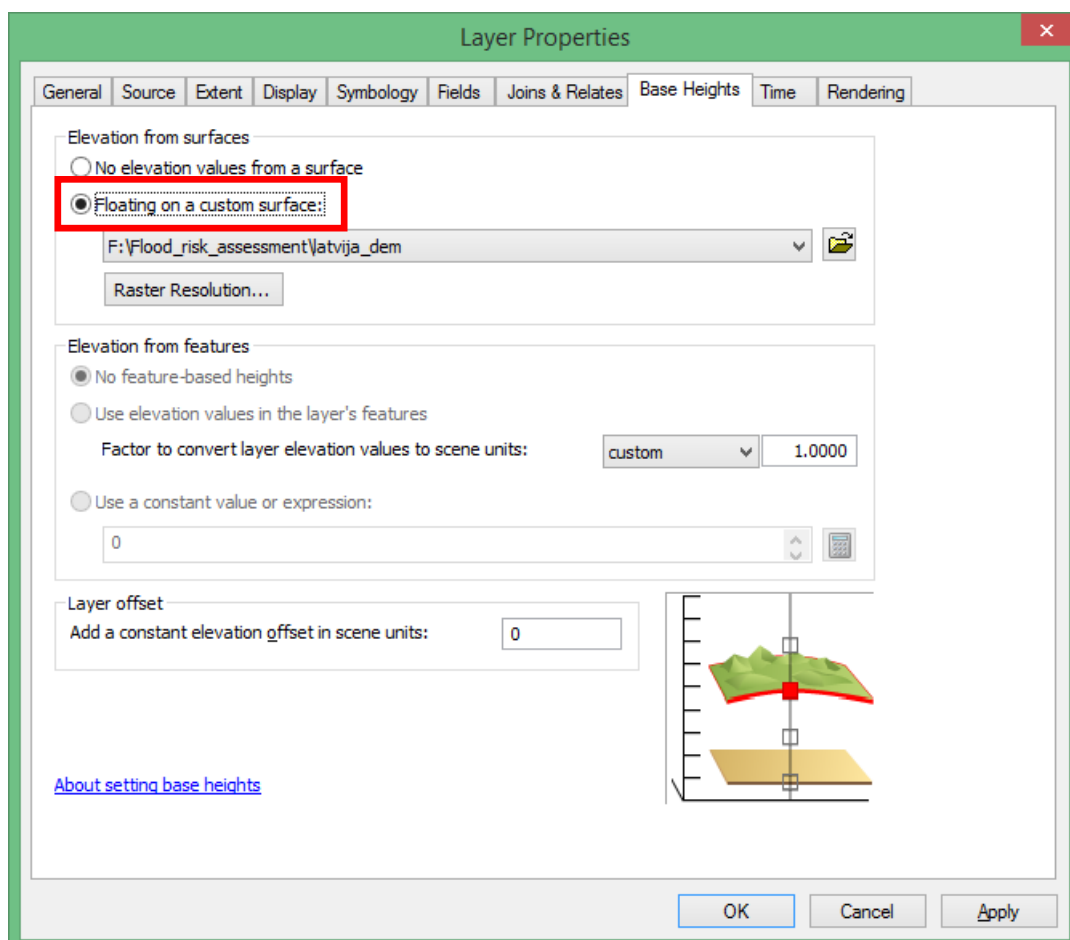 Layer Properties
General Source Extent Display Symbology Fields Joins & Relates Base Heights Time Rendering
Elevation from surfaces
No elevation values from a surface
Floating on a custom surface:
F:\Flood_risk_assessment\latvija_dem
Raster Resolution...
Elevation from features
No feature-based heights
Use elevation values in the layer's features
Factor to convert layer elevation values to scene units: custom 1.0000
Use a constant value or expression:
0
Layer offset
Add a constant elevation offset in scene units: 0
About setting base heights
OK Cancel Apply